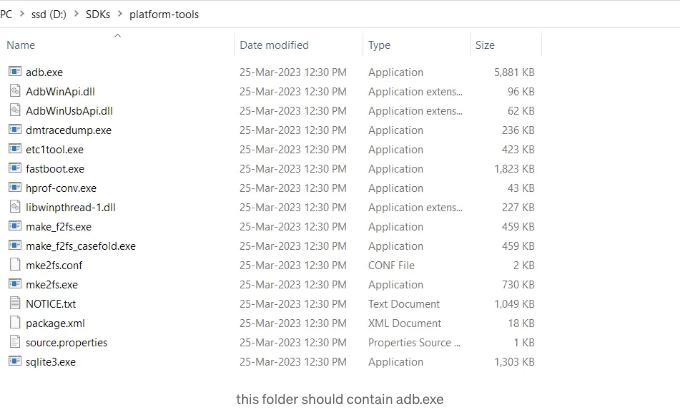 PC > ssd (D:) > SDKs > platform-tools
Name Date modified Type Size
adb.exe 25-Mar-2023 12:30 PM Application 5,881 KB
AdbWinApi.dll 25-Mar-2023 12:30 PM Application extens... 96 KB
AdbWinUsbApi.dll 25-Mar-2023 12:30 PM Application extens... 62 KB
dmtracedump.exe 25-Mar-2023 12:30 PM Application 236 KB
etc1tool.exe 25-Mar-2023 12:30 PM Application 423 KB
fastboot.exe 25-Mar-2023 12:30 PM Application 1,823 KB
hprof-conv.exe 25-Mar-2023 12:30 PM Application 43 KB
libwinpthread-1.dll 25-Mar-2023 12:30 PM Application extens... 227 KB
make_f2fs.exe 25-Mar-2023 12:30 PM Application 459 KB
make_f2fs_casefold.exe 25-Mar-2023 12:30 PM Application 459 KB
mke2fs.conf 25-Mar-2023 12:30 PM CONF File 2 KB
mke2fs.exe 25-Mar-2023 12:30 PM Application 730 KB
NOTICE.txt 25-Mar-2023 12:30 PM Text Document 1,049 KB
package.xml 25-Mar-2023 12:30 PM XML Document 18 KB
source.properties 25-Mar-2023 12:30 PM Properties Source ... 1 KB
sqlite3.exe 25-Mar-2023 12:30 PM Application 1,303 KB
this folder should contain adb.exe